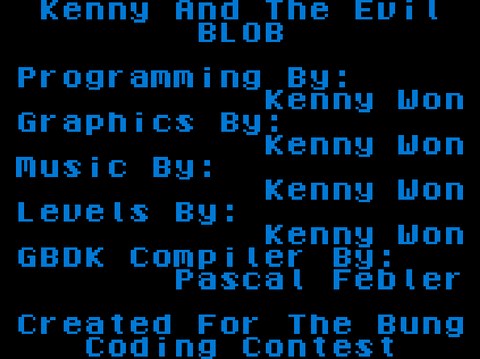 Kenny And The Evil
BLOB
Programming By:
Kenny Won
Graphics By:
Kenny Won
Music By:
Kenny Won
Levels By:
Kenny Won
GBDK Compiler By:
Pascal Febler
Created For The Bung
Coding Contest